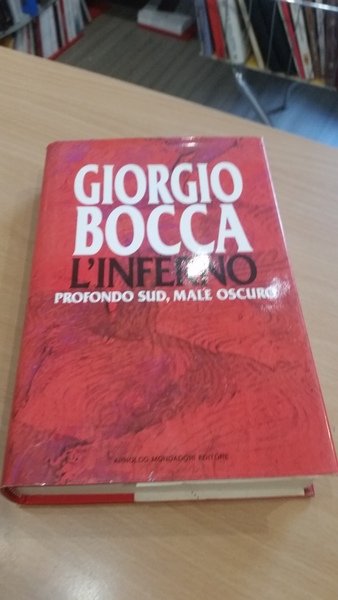 GIORGIO
BOCCA
L'INFERNO
PROFONDO SUD, MALE OSCURO
ARNOLDO MONDADORI EDITORE